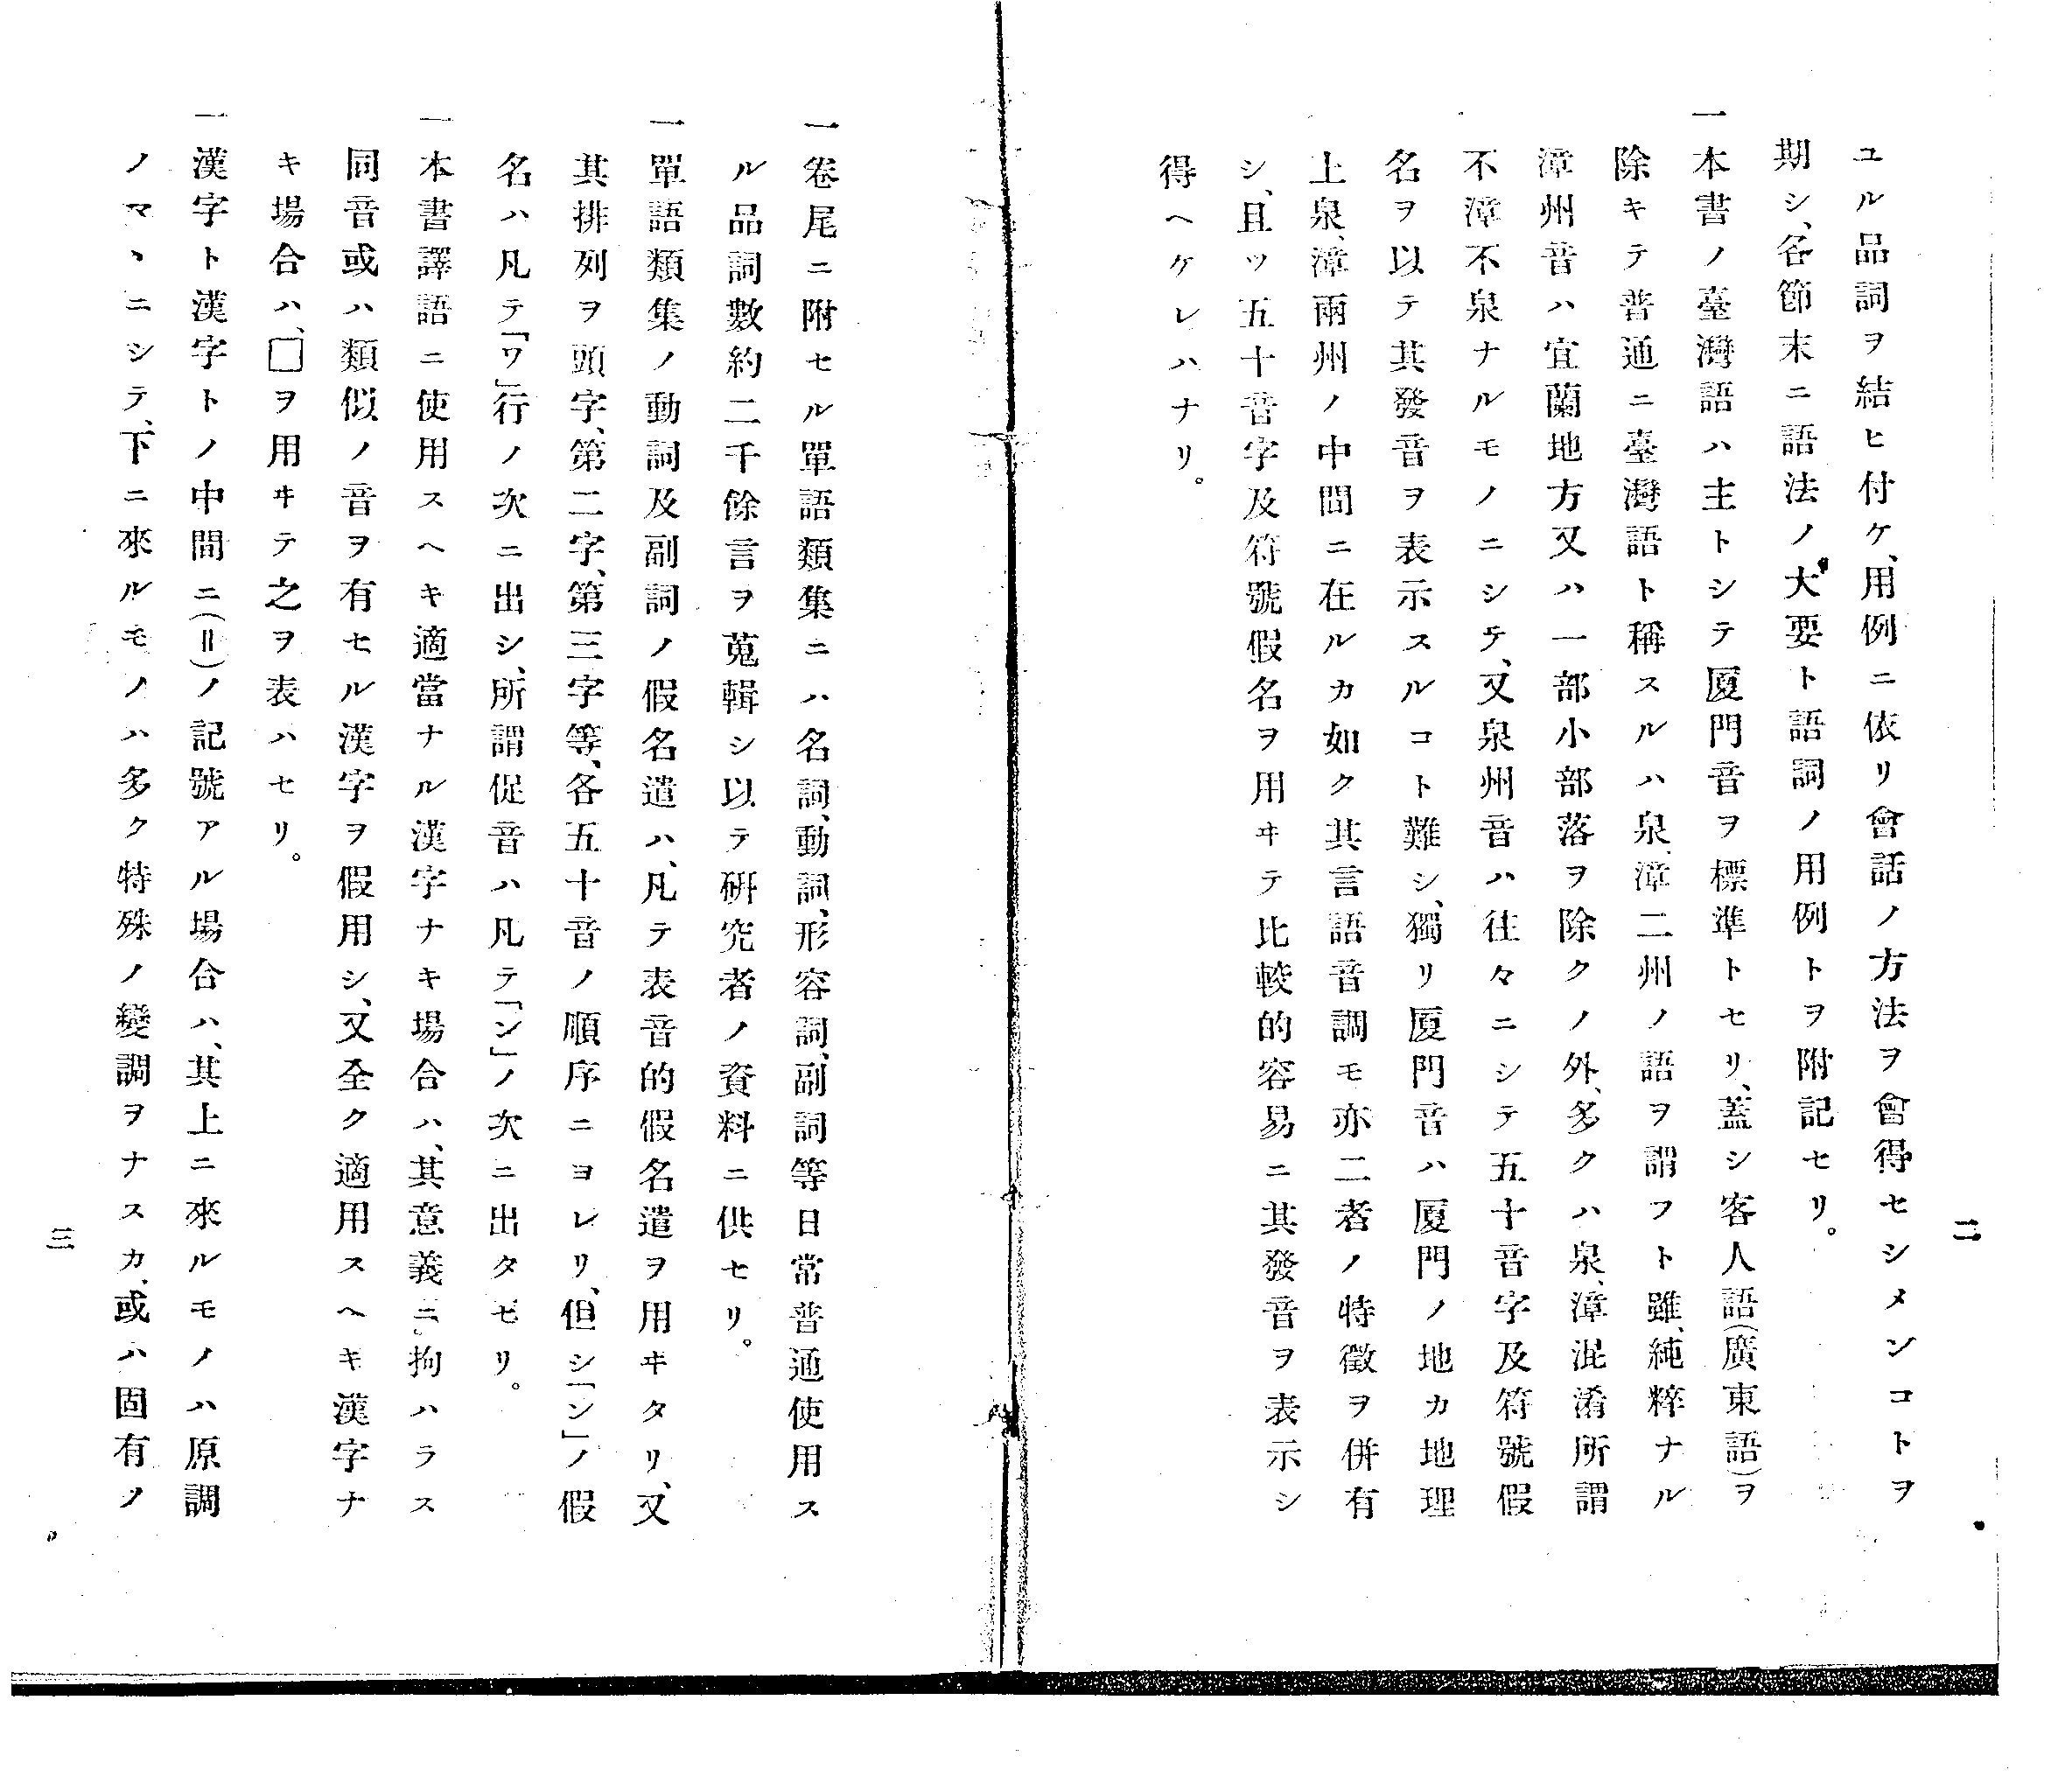 二
ユル品詞ヲ結ヒ付ケ、用例ニ依リ會話ノ方法ヲ會得セシメンコトヲ
期シ、各節末ニ語法ノ大要ト語詞ノ用例トヲ附記セリ。
一本書ノ臺灣語ハ主トシテ厦門音ヲ標準トセリ、蓋シ客人語(廣東語)ヲ
除キテ普通ニ臺灣語ト稱スルハ泉、漳二州ノ語ヲ謂フト雖、純粹ナル
漳州音ハ宜蘭地方又ハ一部小部落ヲ除クノ外、多クハ泉、漳混淆所謂
不漳不泉ナルモノニシテ、又泉州音ハ往々ニシテ五十音字及符號假
名ヲ以テ其發音ヲ表示スルコト難シ、獨リ厦門音ハ厦門ノ地カ地理
上泉、漳兩州ノ中間ニ在ルカ如ク其言語音調モ亦二者ノ特徵ヲ併有
シ、且ツ五十音字及符號假名ヲ用ヰテ比較的容易ニ其發音ヲ表示シ
得ヘケレハナリ。
一卷尾ニ附セル單語類集ニハ名詞、動詞、形容詞、副詞等日常普通使用ス
ル品詞數約二千餘言ヲ蒐輯シ以テ硏究者ノ資料ニ供セリ。
一單語類集ノ動詞及副詞ノ假名遣ハ、凡テ表音的假名遣ヲ用ヰタリ、又
其排列ヲ頭字、第二字、第三字等、各五十音ノ順序ニヨレリ、但シ「ン」ノ假
名ハ凡テ「ワ」行ノ次ニ出シ、所謂促音ハ凡テ「ン」ノ次ニ出タセリ。
一本書譯語ニ使用スヘキ適當ナル漢字ナキ場合ハ、其意義ニ拘ハラス
同音或ハ類似ノ音ヲ有セル漢字ヲ假用シ、又全ク適用スヘキ漢字ナ
キ場合ハ、□ヲ用ヰテ之ヲ表ハセリ。
一漢字ト漢字トノ中間ニ(॥)ノ記號アル場合ハ、其上ニ來ルモノハ原調
ノマヽニシテ、下ニ來ルモノハ多ク特殊ノ變調ヲナスカ、或ハ固有ノ
三